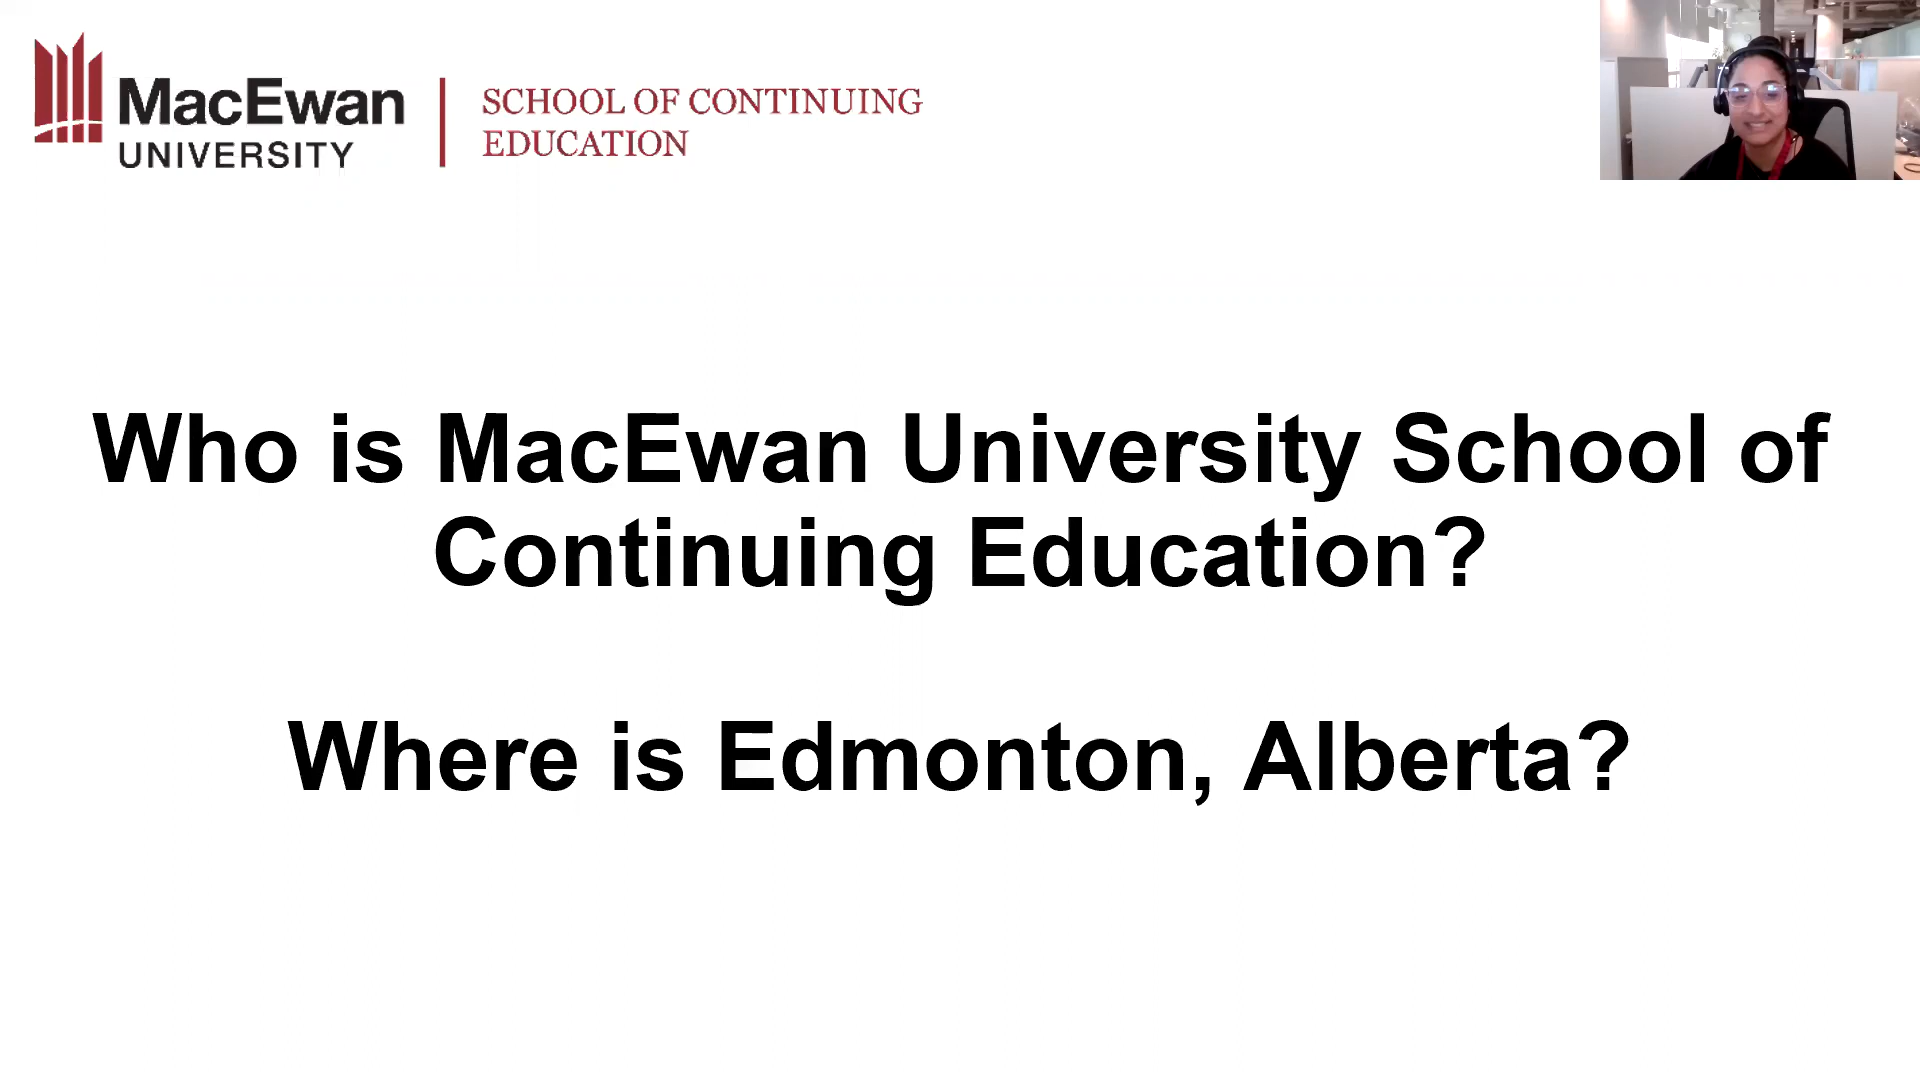 MacEwan
UNIVERSITY
SCHOOL OF CONTINUING
EDUCATION
Who is MacEwan University School of
Continuing Education?
Where is Edmonton, Alberta?